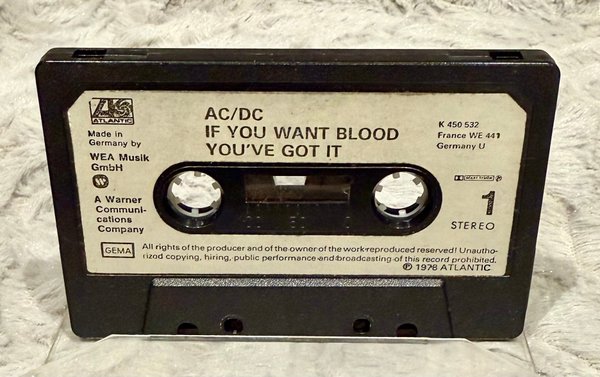 ATLANTIC
Made in
Germany by
WEA Musik
GmbH
A Warner
Communi-
cations
Company
GEMA
AC/DC
IF YOU WANT BLOOD
YOU'VE GOT IT
K 450 532
France WE 441
Germany U
DOLBY SYSTEM
1
STEREO
All rights of the producer and of the owner of the work reproduced reserved! Unautho-
rized copying, hiring, public performance and broadcasting of this record prohibited.
℗ 1978 ATLANTIC